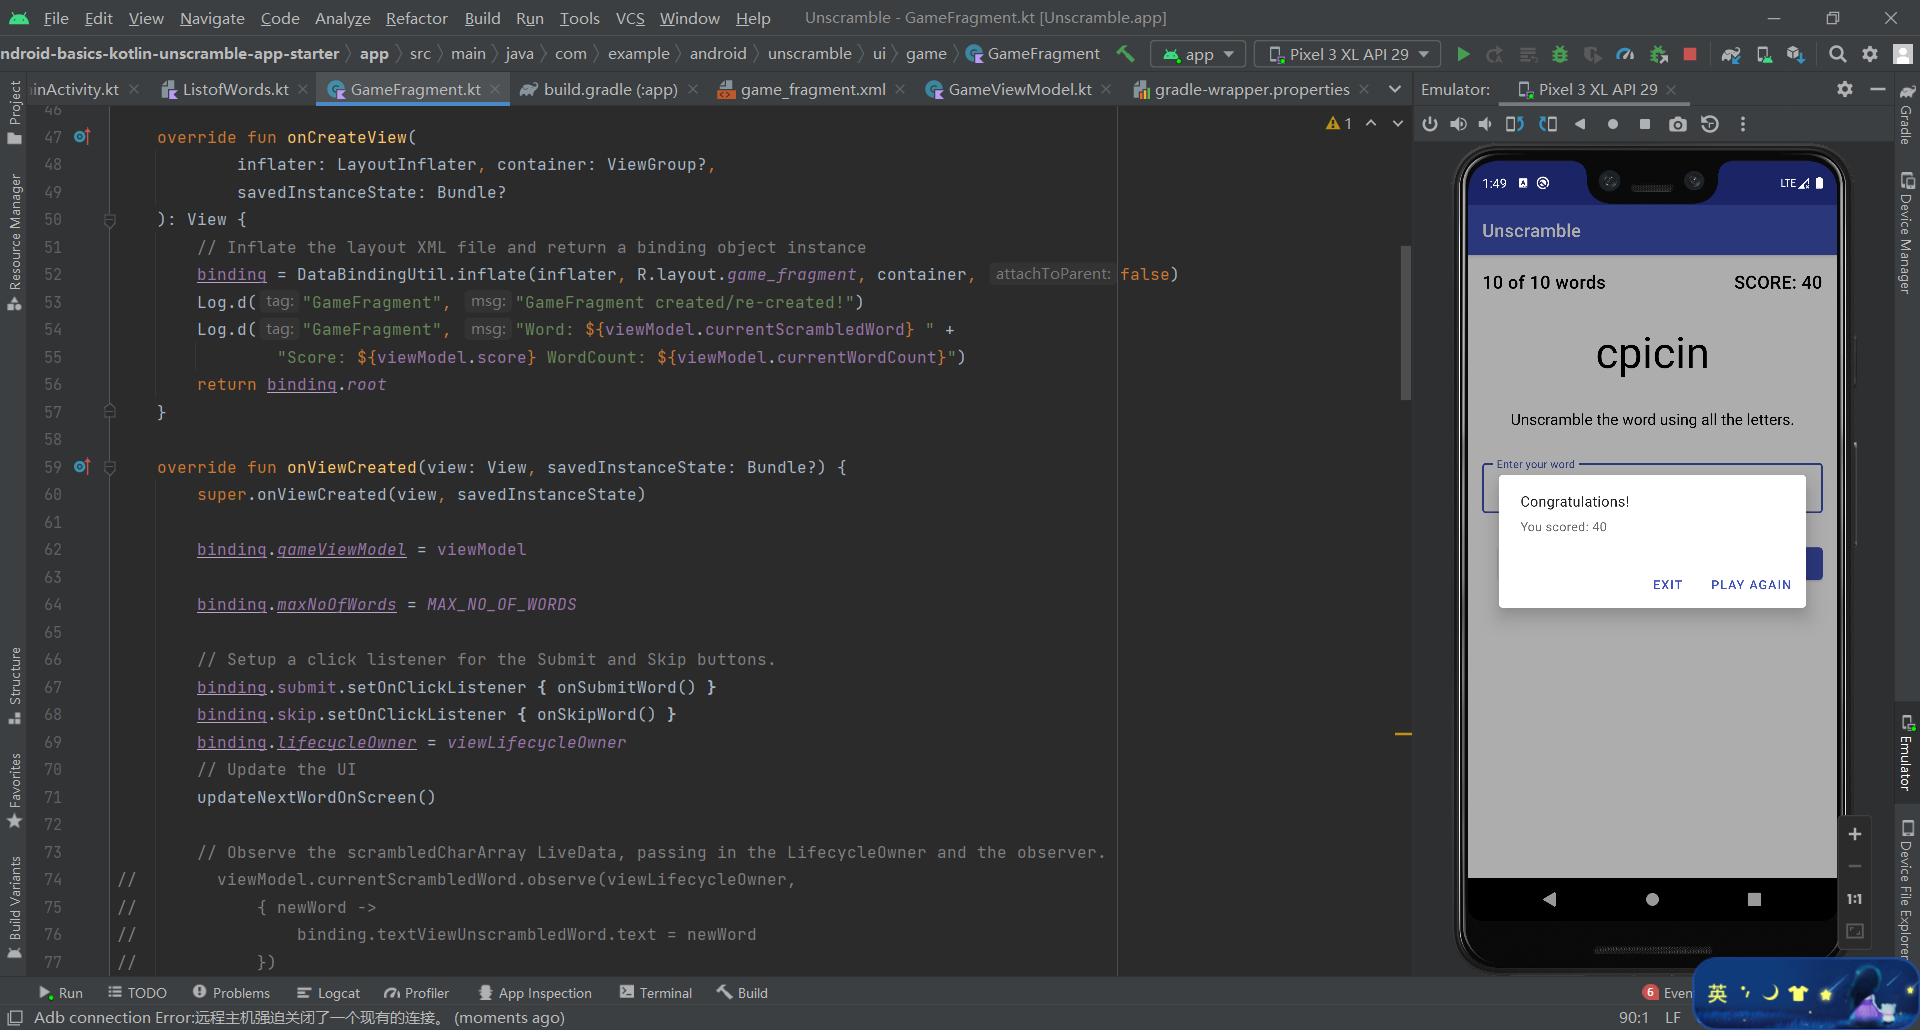 File Edit View Navigate Code Analyze Refactor Build Run Tools VCS Window Help Unscramble - GameFragment.kt [Unscramble.app]
ndroid-basics-kotlin-unscramble-app-starter app src main java com example android unscramble ui game GameFragment app Pixel 3 XL API 29
inActivity.kt ListofWords.kt GameFragment.kt build.gradle (:app) game_fragment.xml GameViewModel.kt gradle-wrapper.properties
Emulator: Pixel 3 XL API 29
Project
Resource Manager
Structure
Favorites
Build Variants
46
47 override fun onCreateView(
48 inflater: LayoutInflater, container: ViewGroup?,
49 savedInstanceState: Bundle?
50 ): View {
51 // Inflate the layout XML file and return a binding object instance
52 binding = DataBindingUtil.inflate(inflater, R.layout.game_fragment, container, attachToParent: false)
53 Log.d( tag: "GameFragment", msg: "GameFragment created/re-created!")
54 Log.d( tag: "GameFragment", msg: "Word: ${viewModel.currentScrambledWord} " +
55 "Score: ${viewModel.score} WordCount: ${viewModel.currentWordCount}")
56 return binding.root
57 }
58
59 override fun onViewCreated(view: View, savedInstanceState: Bundle?) {
60 super.onViewCreated(view, savedInstanceState)
61
62 binding.gameViewModel = viewModel
63
64 binding.maxNoOfWords = MAX_NO_OF_WORDS
65
66 // Setup a click listener for the Submit and Skip buttons.
67 binding.submit.setOnClickListener { onSubmitWord() }
68 binding.skip.setOnClickListener { onSkipWord() }
69 binding.lifecycleOwner = viewLifecycleOwner
70 // Update the UI
71 updateNextWordOnScreen()
72
73 // Observe the scrambledCharArray LiveData, passing in the LifecycleOwner and the observer.
74 // viewModel.currentScrambledWord.observe(viewLifecycleOwner,
75 // { newWord ->
76 // binding.textViewUnscrambledWord.text = newWord
77 // })
1
1:49 LTE
Unscramble
10 of 10 words SCORE: 40
cpicin
Unscramble the word using all the letters.
Enter your word
Congratulations!
You scored: 40
EXIT PLAY AGAIN
1:1
Gradle
Device Manager
Emulator
Device File Explorer
Run TODO Problems Logcat Profiler App Inspection Terminal Build 6 Even
英
Adb connection Error:远程主机强迫关闭了一个现有的连接。 (moments ago) 90:1 LF